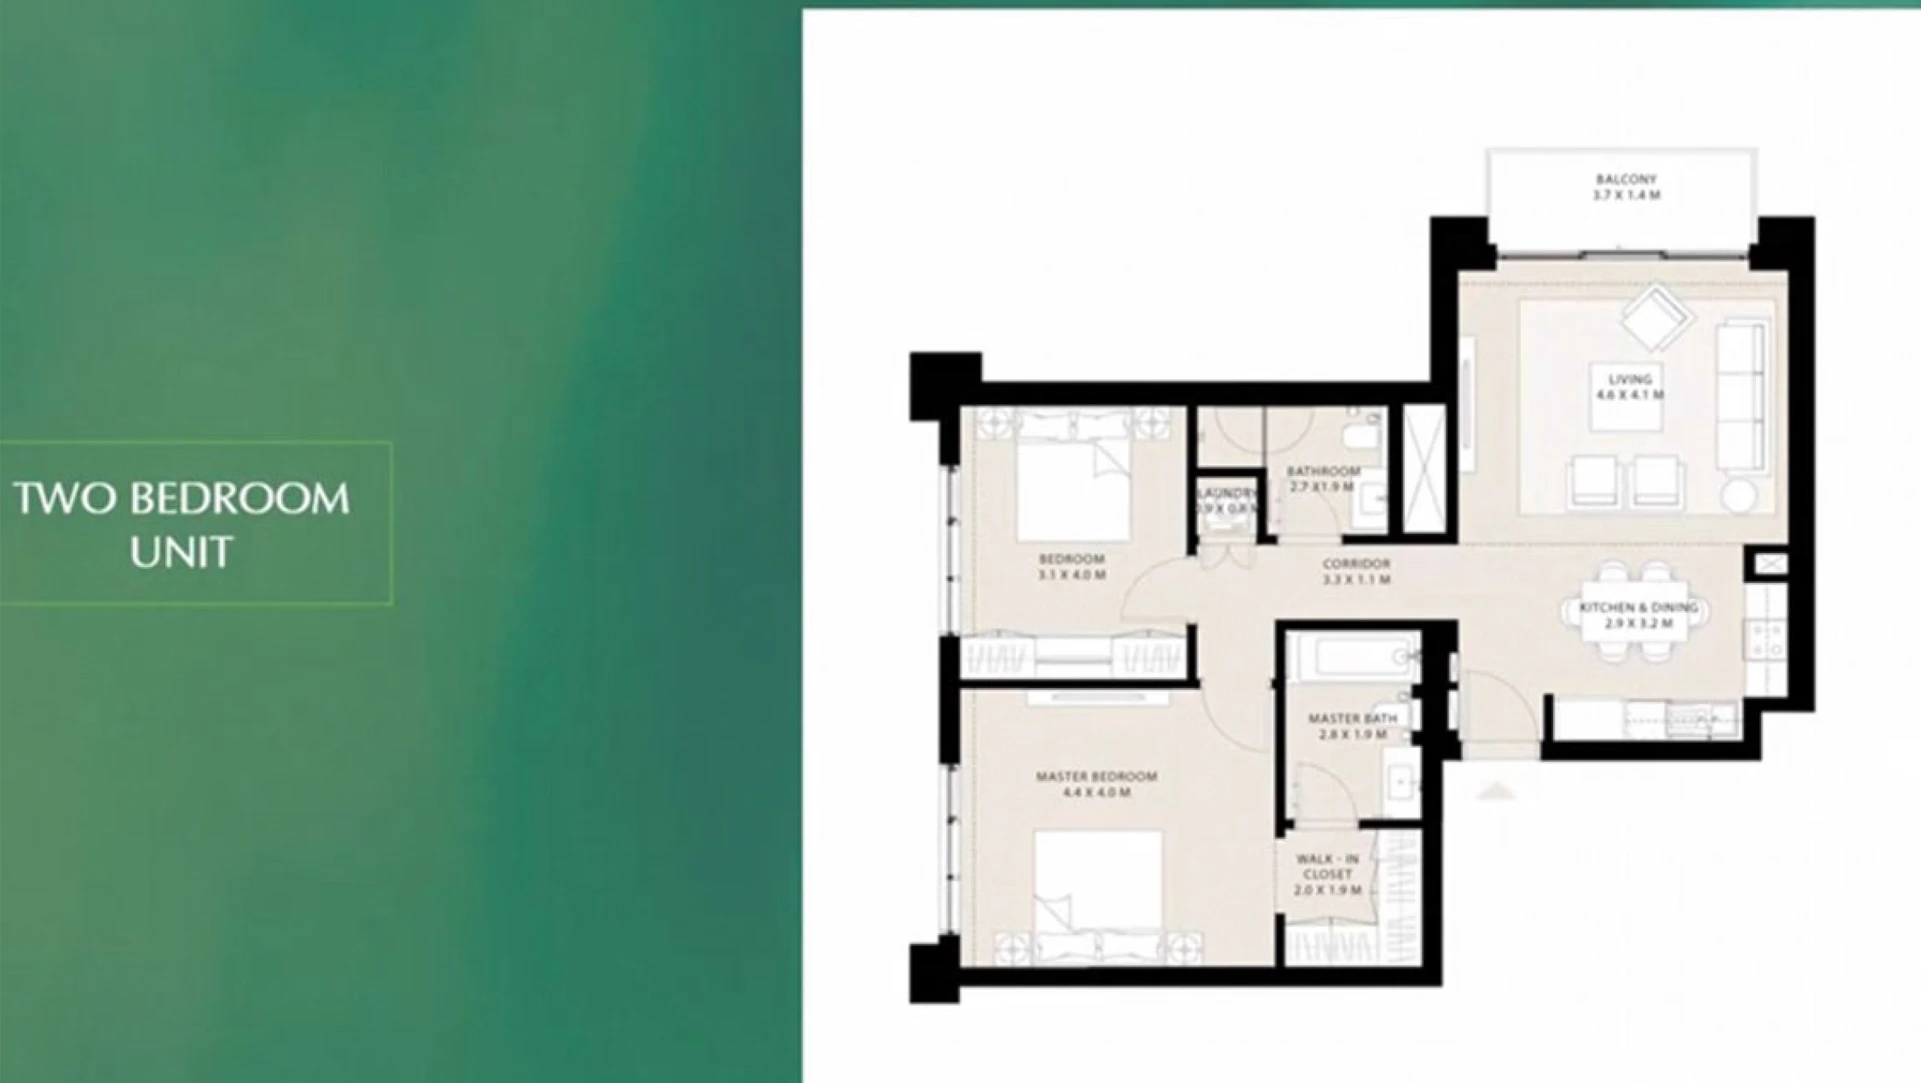 TWO BEDROOM
UNIT
BALCONY
3.7 X 1.4 M
LIVING
4.6 X 4.1 M
BATHROOM
2.7 X1.9 M
LAUNDRY
0.9 X 0.8 M
BEDROOM
3.1 X 4.0 M
CORRIDOR
3.3 X 1.1 M
KITCHEN & DINING
2.9 X 3.2 M
MASTER BATH
2.8 X 1.9 M
MASTER BEDROOM
4.4 X 4.0 M
WALK - IN
CLOSET
2.0 X 1.9 M